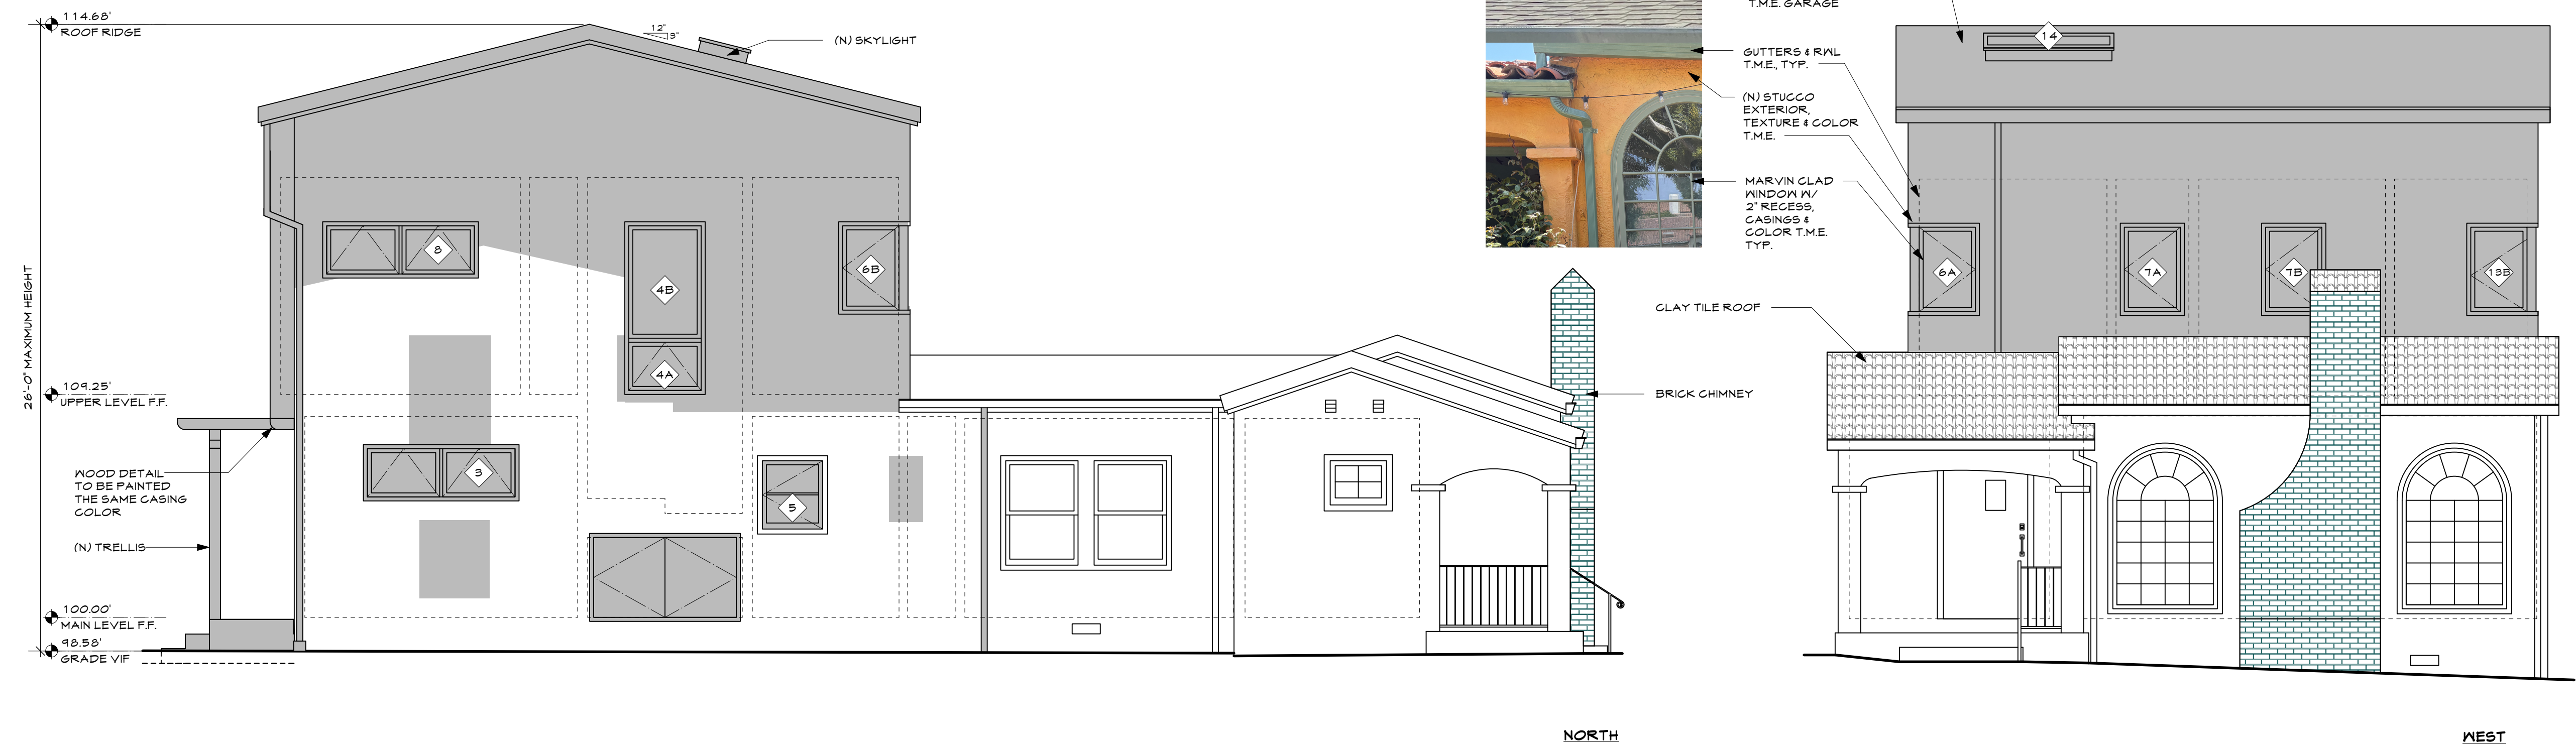 T.M.E. GARAGE
114.68'
ROOF RIDGE
12"
3"
(N) SKYLIGHT
14
GUTTERS & RWL
T.M.E., TYP.
(N) STUCCO
EXTERIOR,
TEXTURE & COLOR
T.M.E.
MARVIN CLAD
WINDOW W/
2" RECESS,
CASINGS &
COLOR T.M.E.
TYP.
8
4B
6B
6A
7A
7B
13B
26'-0" MAXIMUM HEIGHT
CLAY TILE ROOF
4A
109.25'
UPPER LEVEL F.F.
BRICK CHIMNEY
WOOD DETAIL
TO BE PAINTED
THE SAME CASING
COLOR
3
5
(N) TRELLIS
100.00'
MAIN LEVEL F.F.
98.58'
GRADE VIF
NORTH
WEST